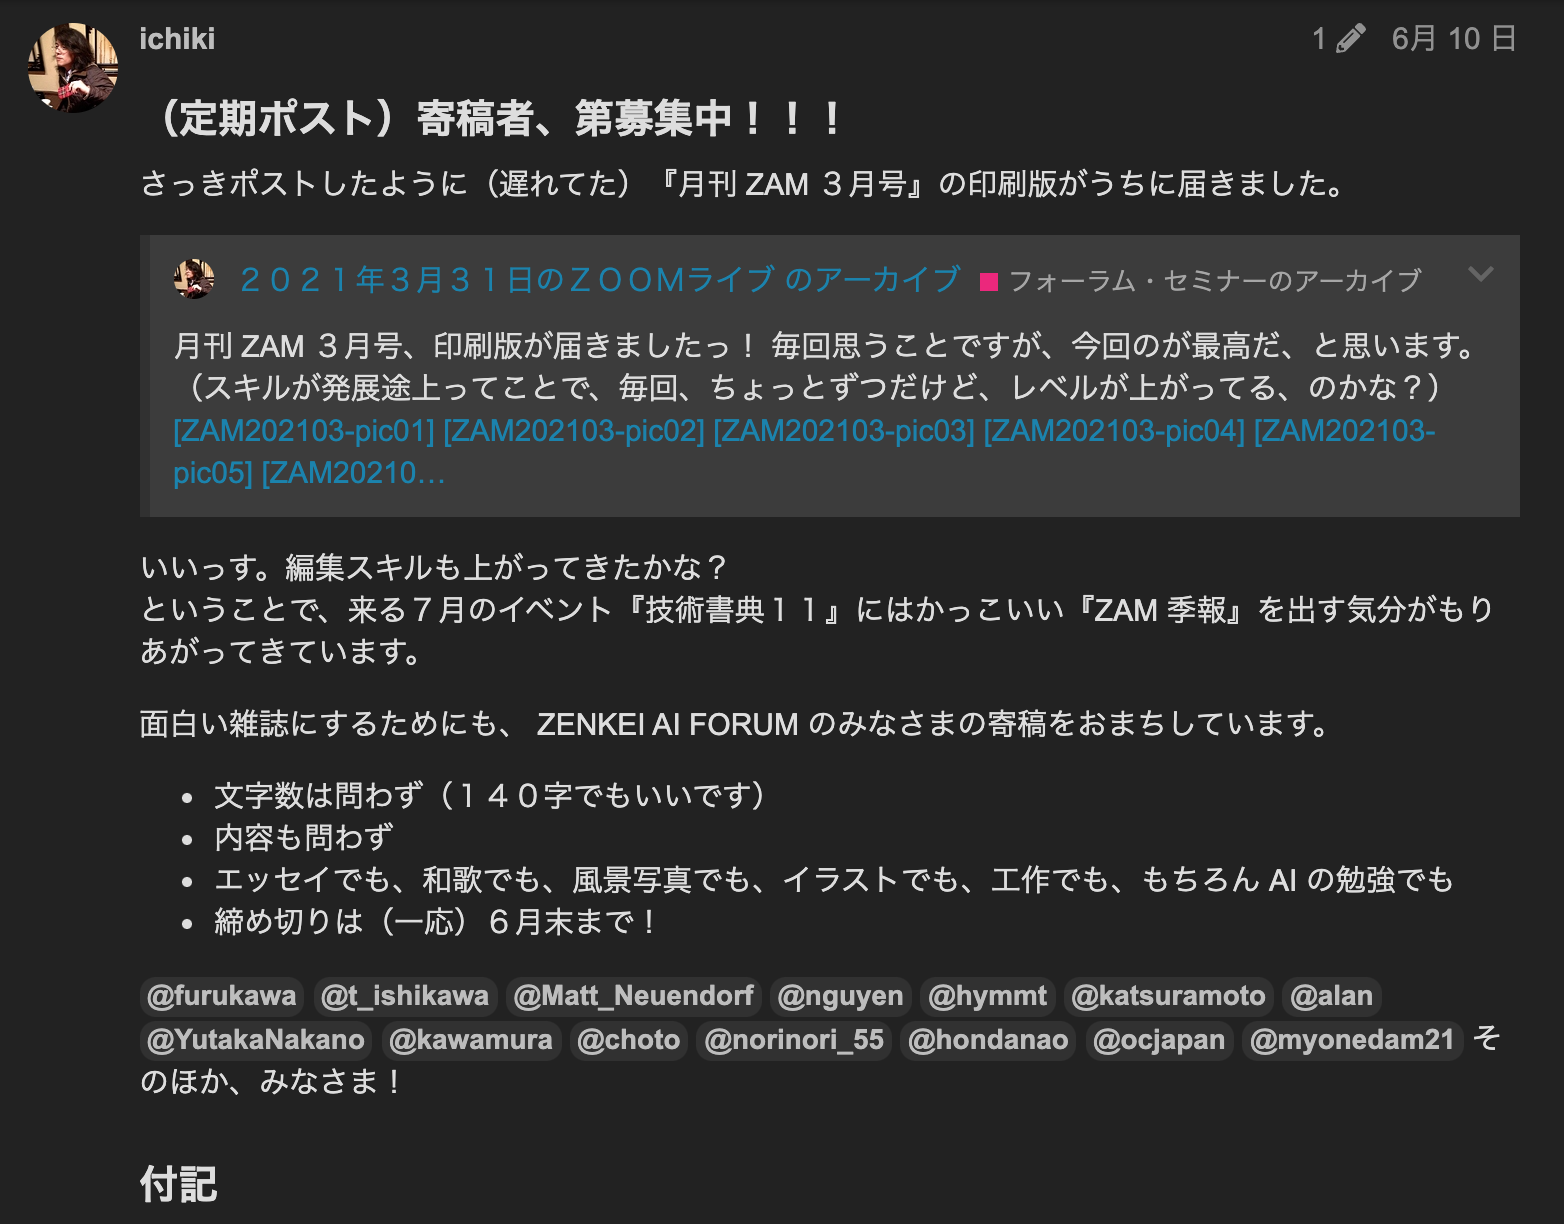 ichiki
1 6月 10 日
（定期ポスト）寄稿者、第募集中！！！
さっきポストしたように（遅れてた）『月刊 ZAM ３月号』の印刷版がうちに届きました。
２０２１年３月３１日のＺＯＯＭライブ のアーカイブ フォーラム・セミナーのアーカイブ
月刊 ZAM ３月号、印刷版が届きましたっ！ 毎回思うことですが、今回のが最高だ、と思います。
（スキルが発展途上ってことで、毎回、ちょっとずつだけど、レベルが上がってる、のかな？）
[ZAM202103-pic01] [ZAM202103-pic02] [ZAM202103-pic03] [ZAM202103-pic04] [ZAM202103-
pic05] [ZAM20210…
いいっす。編集スキルも上がってきたかな？
ということで、来る７月のイベント『技術書典１１』にはかっこいい『ZAM 季報』を出す気分がもり
あがってきています。
面白い雑誌にするためにも、 ZENKEI AI FORUM のみなさまの寄稿をおまちしています。
• 文字数は問わず（１４０字でもいいです）
• 内容も問わず
• エッセイでも、和歌でも、風景写真でも、イラストでも、工作でも、もちろん AI の勉強でも
• 締め切りは（一応）６月末まで！
@furukawa @t_ishikawa @Matt_Neuendorf @nguyen @hymmt @katsuramoto @alan
@YutakaNakano @kawamura @choto @norinori_55 @hondanao @ocjapan @myonedam21 そ
のほか、みなさま！
付記